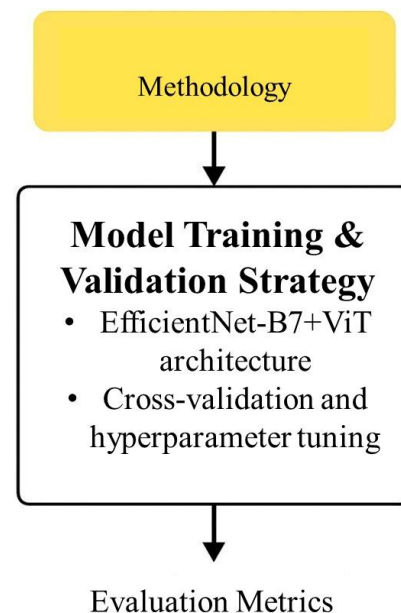 Methodology
Model Training &
Validation Strategy
• EfficientNet-B7+ViT
architecture
• Cross-validation and
hyperparameter tuning
Evaluation Metrics